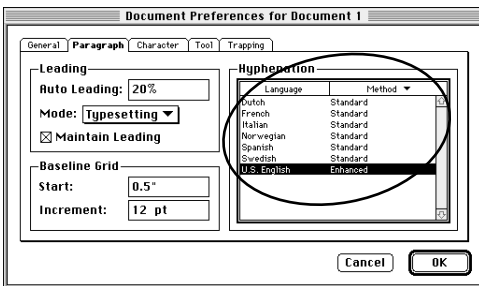 Document Preferences for Document 1
General Paragraph Character Tool Trapping
Leading
Auto Leading: 20%
Mode: Typesetting
Maintain Leading
Baseline Grid
Start: 0.5"
Increment: 12 pt
Hyphenation
Language Method
Dutch Standard
French Standard
Italian Standard
Norwegian Standard
Spanish Standard
Swedish Standard
U.S. English Enhanced
Cancel OK